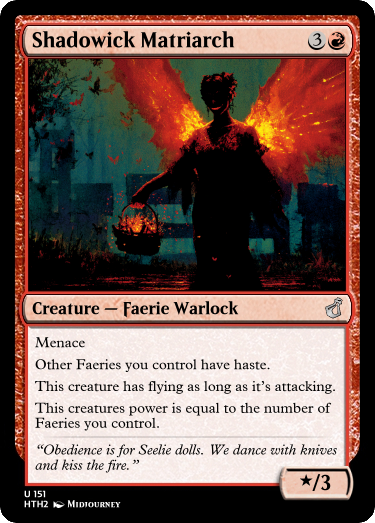 Shadowick Matriarch 3
Creature — Faerie Warlock
Menace
Other Faeries you control have haste.
This creature has flying as long as it's attacking.
This creatures power is equal to the number of
Faeries you control.
“Obedience is for Seelie dolls. We dance with knives
and kiss the fire.”
★/3
U 151
HTH2 Midjourney